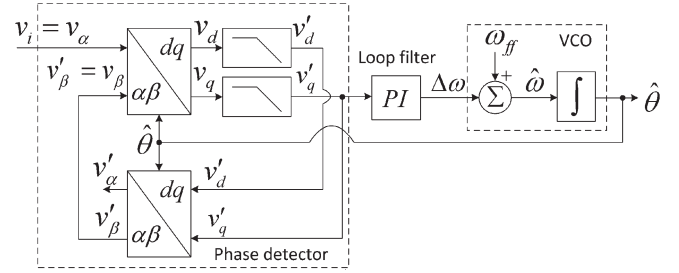 v_i = v_α
dq
v_d
v'_d
ω_ff
VCO
Loop filter
v'_β = v_β
αβ
v_q
v'_q
PI
Δω
Σ
+
ω̂
∫
θ̂
θ̂
v'_α
dq
v'_d
v'_β
αβ
v'_q
Phase detector